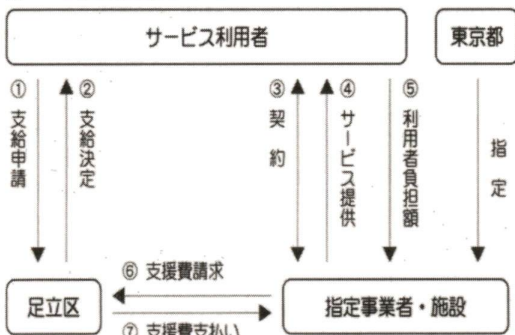 サービス利用者
東京都
① 支給申請
② 支給決定
③ 契約
④ サービス提供
⑤ 利用者負担額
指定
⑥ 支援費請求
足立区
指定事業者・施設
⑦ 支援費支払い